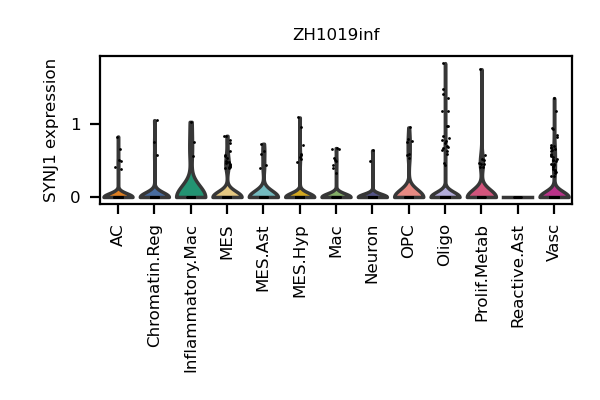 ZH1019inf
SYNJ1 expression
1
0
AC
Chromatin.Reg
Inflammatory.Mac
MES
MES.Ast
MES.Hyp
Mac
Neuron
OPC
Oligo
Prolif.Metab
Reactive.Ast
Vasc